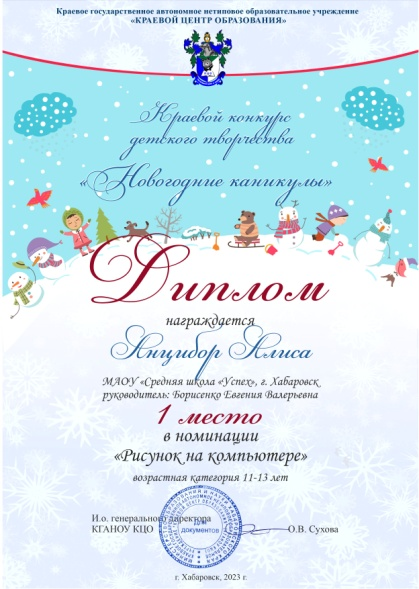 Краевое государственное автономное нетиповое образовательное учреждение
«КРАЕВОЙ ЦЕНТР ОБРАЗОВАНИЯ»
Краевой конкурс
детского творчества
«Новогодние каникулы»
Диплом
награждается
Янцибор Алиса
МАОУ «Средняя школа «Успех», г. Хабаровск
руководитель: Борисенко Евгения Валерьевна
1 место
в номинации
«Рисунок на компьютере»
возрастная категория 11-13 лет
И.о. генерального директора
КГАНОУ КЦО
О.В. Сухова
документов
г. Хабаровск, 2023 г.